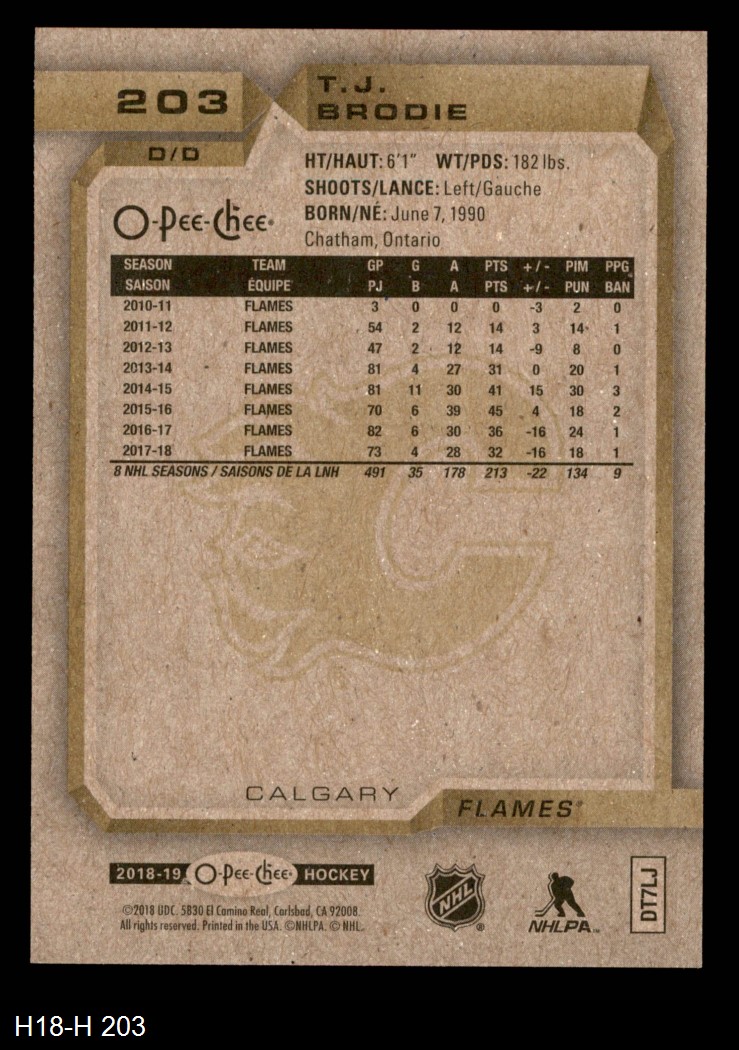 203
T.J.
BRODIE
D/D
HT/HAUT: 6'1" WT/PDS: 182 lbs.
SHOOTS/LANCE: Left/Gauche
BORN/NÉ: June 7, 1990
Chatham, Ontario
O-Pee-Chee
SEASON TEAM GP G A PTS +/- PIM PPG
SAISON ÉQUIPE PJ B A PTS +/- PUN BAN
2010-11 FLAMES 3 0 0 0 -3 2 0
2011-12 FLAMES 54 2 12 14 3 14 1
2012-13 FLAMES 47 2 12 14 -9 8 0
2013-14 FLAMES 81 4 27 31 0 20 1
2014-15 FLAMES 81 11 30 41 15 30 3
2015-16 FLAMES 70 6 39 45 4 18 2
2016-17 FLAMES 82 6 30 36 -16 24 1
2017-18 FLAMES 73 4 28 32 -16 18 1
8 NHL SEASONS / SAISONS DE LA LNH 491 35 178 213 -22 134 9
CALGARY
FLAMES®
2018-19 O-Pee-Chee HOCKEY
©2018 UDC. 5830 El Camino Real, Carlsbad, CA 92008.
All rights reserved. Printed in the USA. ©NHLPA. © NHL.
NHL®
NHLPA™
DT7LJ
H18-H 203